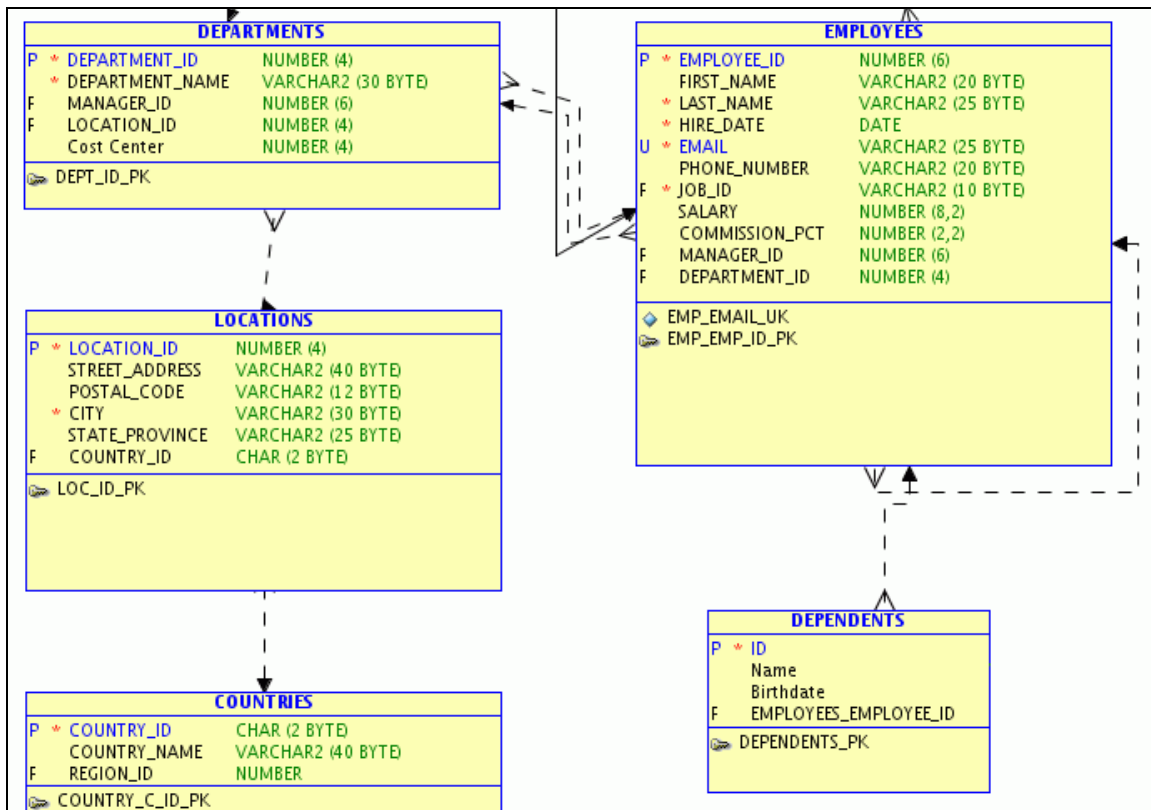 DEPARTMENTS
P * DEPARTMENT_ID NUMBER (4)
* DEPARTMENT_NAME VARCHAR2 (30 BYTE)
F MANAGER_ID NUMBER (6)
F LOCATION_ID NUMBER (4)
Cost Center NUMBER (4)
DEPT_ID_PK
EMPLOYEES
P * EMPLOYEE_ID NUMBER (6)
FIRST_NAME VARCHAR2 (20 BYTE)
* LAST_NAME VARCHAR2 (25 BYTE)
* HIRE_DATE DATE
U * EMAIL VARCHAR2 (25 BYTE)
PHONE_NUMBER VARCHAR2 (20 BYTE)
F * JOB_ID VARCHAR2 (10 BYTE)
SALARY NUMBER (8,2)
COMMISSION_PCT NUMBER (2,2)
F MANAGER_ID NUMBER (6)
F DEPARTMENT_ID NUMBER (4)
EMP_EMAIL_UK
EMP_EMP_ID_PK
LOCATIONS
P * LOCATION_ID NUMBER (4)
STREET_ADDRESS VARCHAR2 (40 BYTE)
POSTAL_CODE VARCHAR2 (12 BYTE)
* CITY VARCHAR2 (30 BYTE)
STATE_PROVINCE VARCHAR2 (25 BYTE)
F COUNTRY_ID CHAR (2 BYTE)
LOC_ID_PK
DEPENDENTS
P * ID
Name
Birthdate
F EMPLOYEES_EMPLOYEE_ID
DEPENDENTS_PK
COUNTRIES
P * COUNTRY_ID CHAR (2 BYTE)
COUNTRY_NAME VARCHAR2 (40 BYTE)
F REGION_ID NUMBER
COUNTRY_C_ID_PK